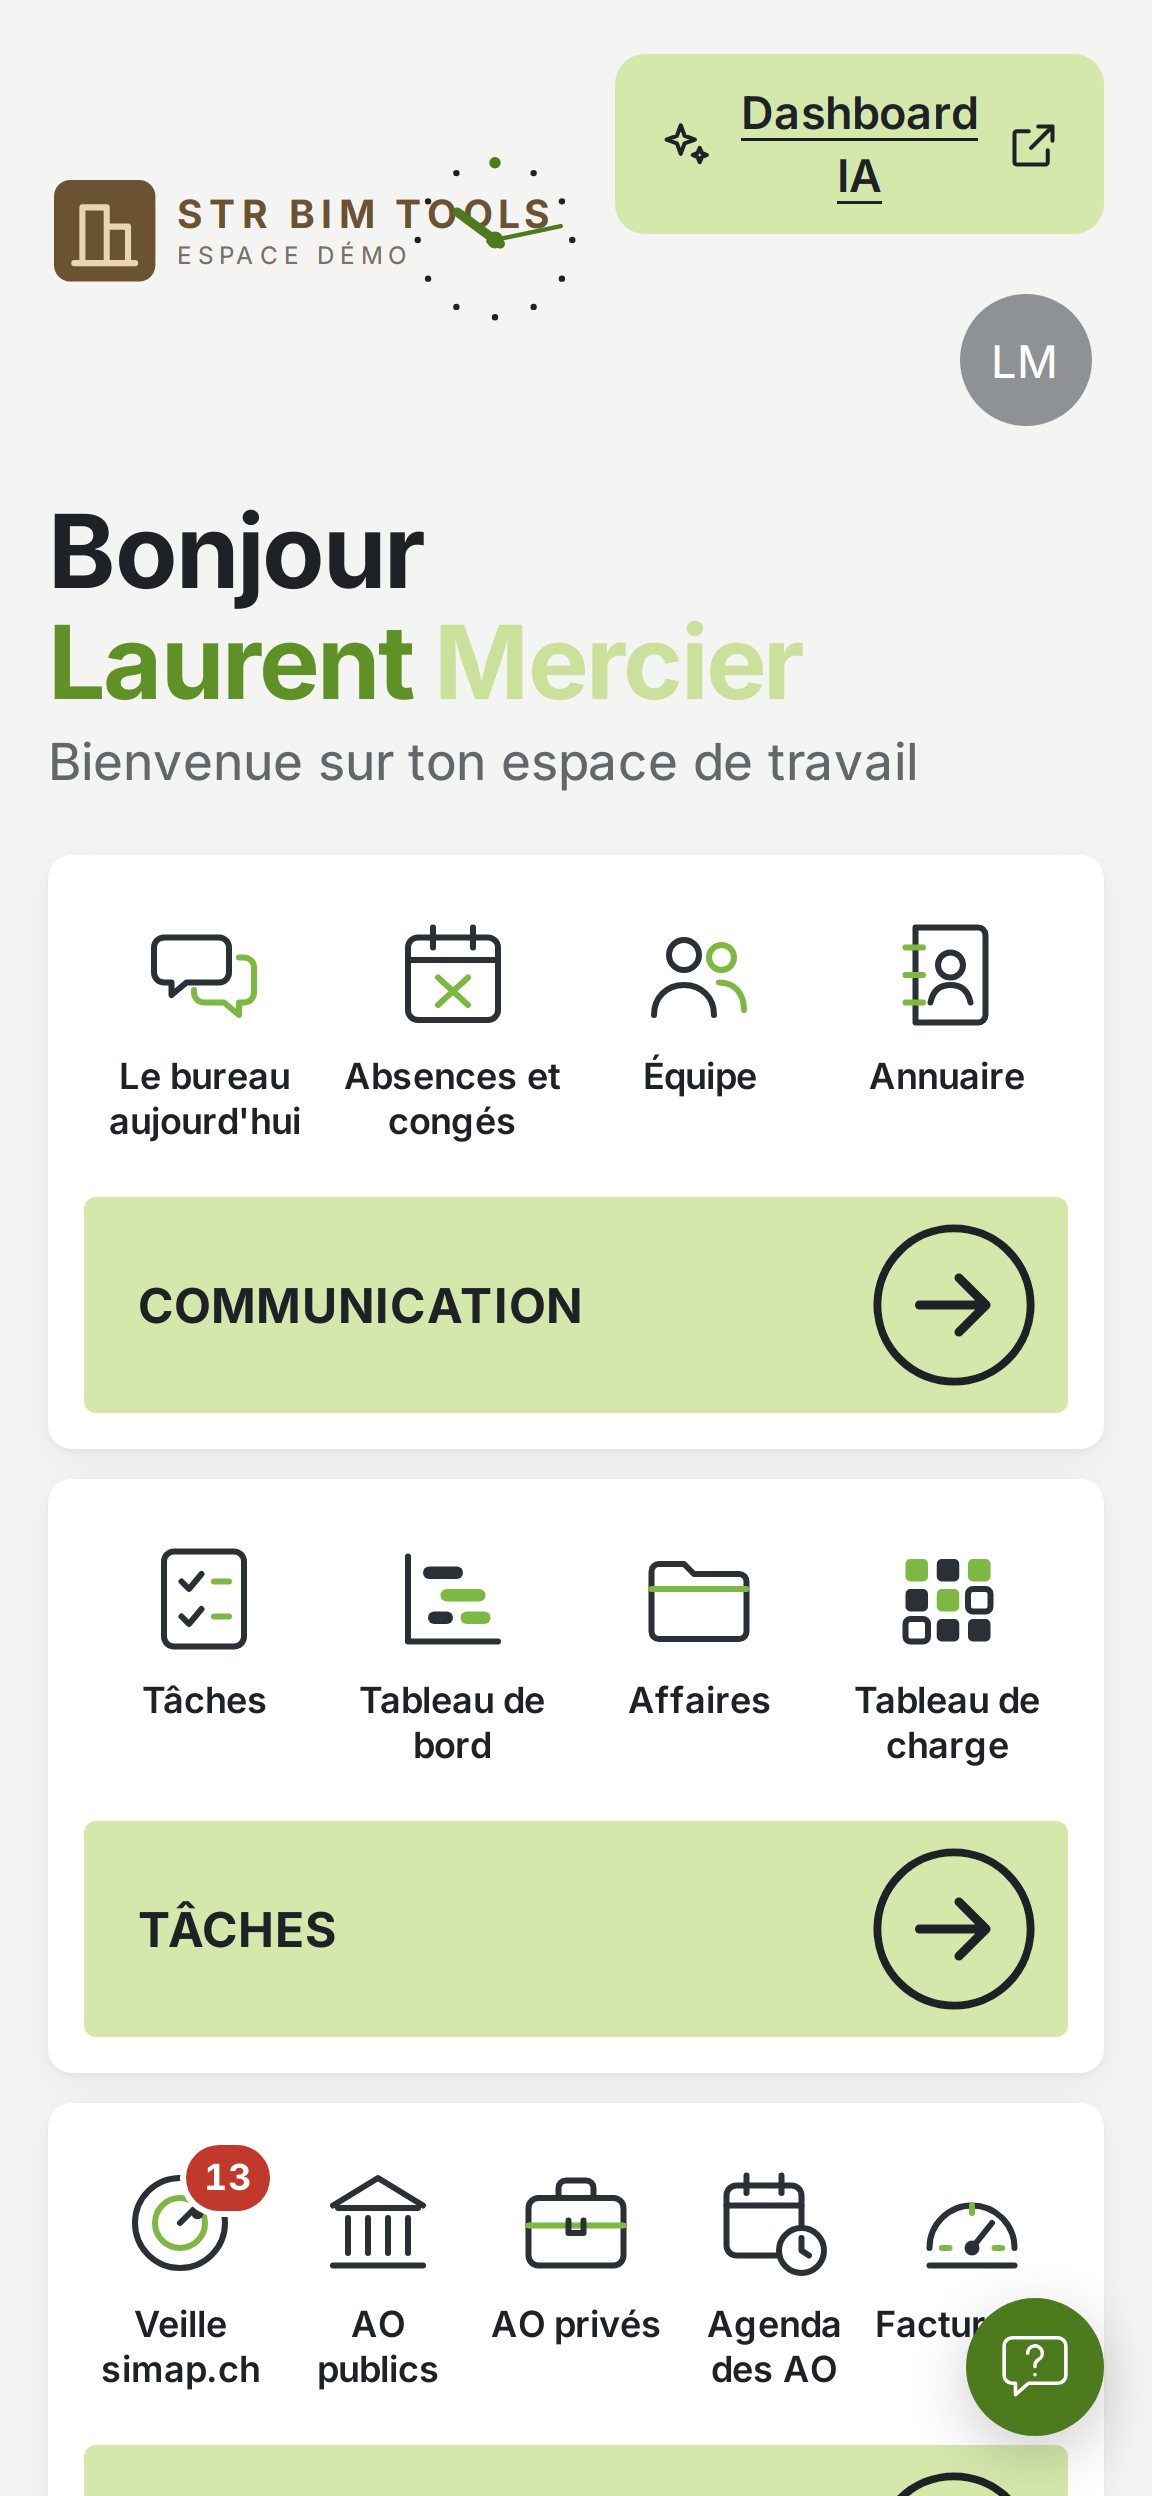 Dashboard
IA
STR BIM TOOLS
ESPACE DÉMO
LM
Bonjour
Laurent Mercier
Bienvenue sur ton espace de travail
Le bureau
aujourd'hui
Absences et
congés
Équipe
Annuaire
COMMUNICATION
Tâches
Tableau de
bord
Affaires
Tableau de
charge
TÂCHES
13
Veille
simap.ch
AO
publics
AO privés
Agenda
des AO